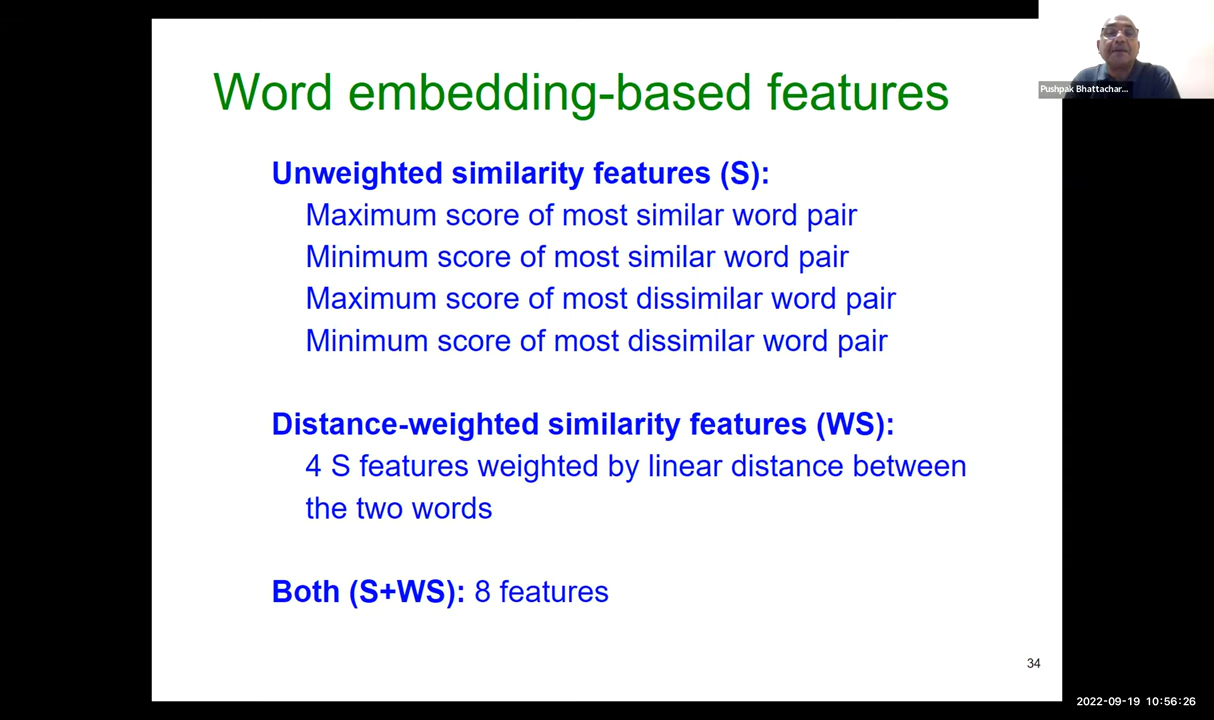 Word embedding-based features
Pushpak Bhattachar...
Unweighted similarity features (S):
Maximum score of most similar word pair
Minimum score of most similar word pair
Maximum score of most dissimilar word pair
Minimum score of most dissimilar word pair
Distance-weighted similarity features (WS):
4 S features weighted by linear distance between
the two words
Both (S+WS): 8 features
34
2022-09-19 10:56:26